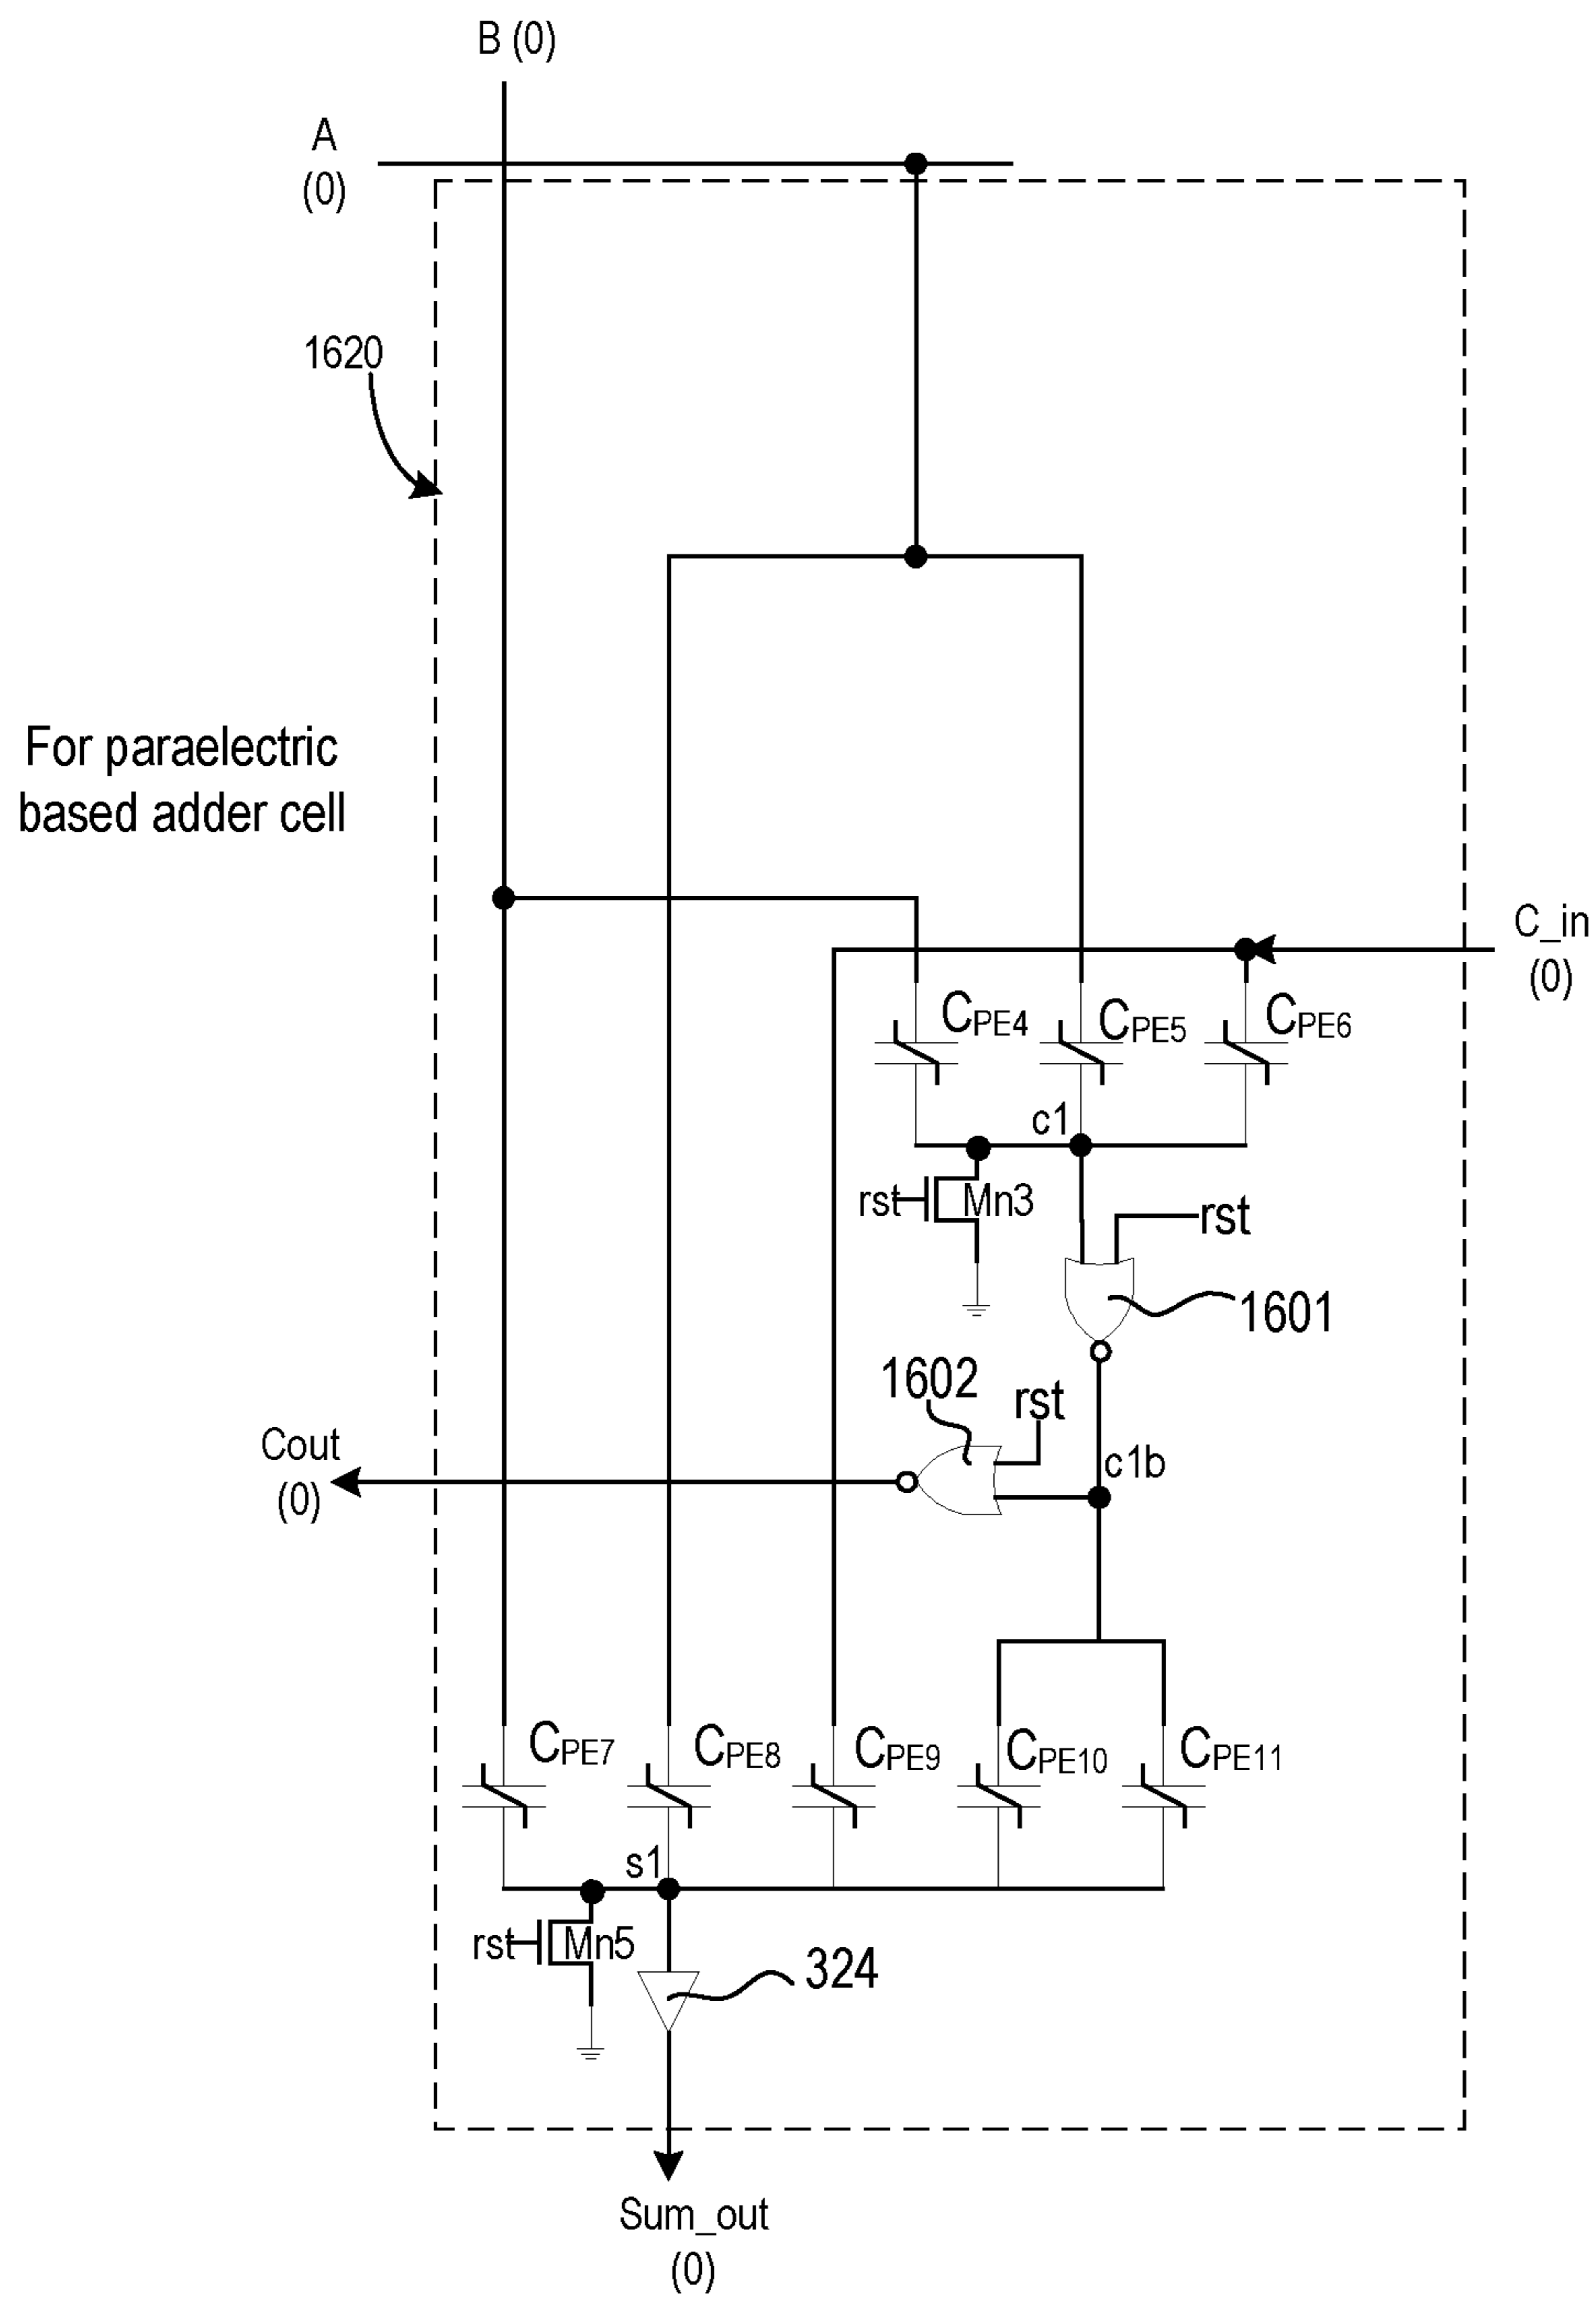 B (0)
A
(0)
1620
For paraelectric
based adder cell
C_in
(0)
CPE4
CPE5
CPE6
c1
rst
Mn3
rst
1601
1602
rst
Cout
(0)
c1b
CPE7
CPE8
CPE9
CPE10
CPE11
s1
rst
Mn5
324
Sum_out
(0)